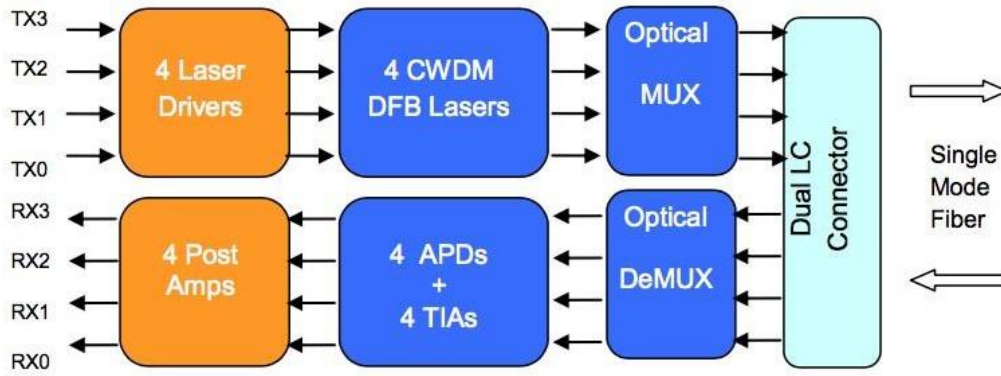 TX3
TX2
TX1
TX0
4 Laser
Drivers
4 CWDM
DFB Lasers
Optical
MUX
RX3
RX2
RX1
RX0
4 Post
Amps
4 APDs
+
4 TIAs
Optical
DeMUX
Dual LC
Connector
Single
Mode
Fiber